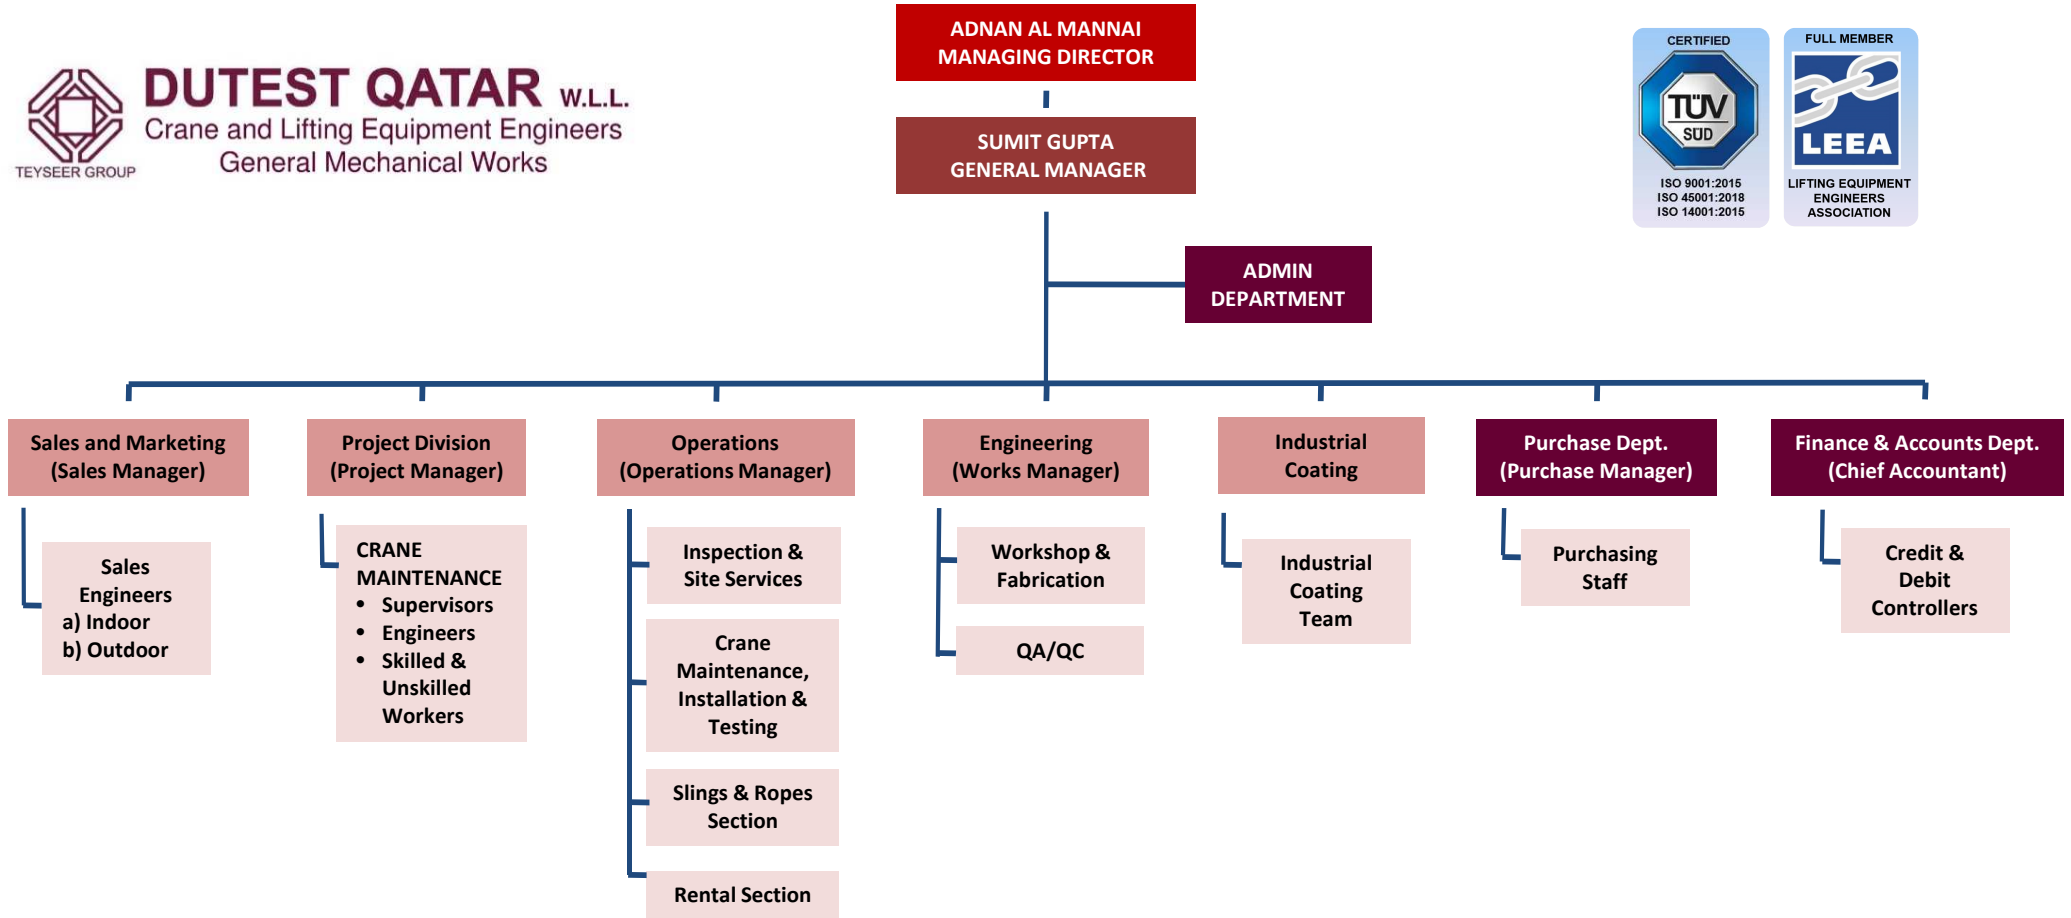 ADNAN AL MANNAI
MANAGING DIRECTOR
DUTEST QATAR W.L.L.
Crane and Lifting Equipment Engineers
General Mechanical Works
TEYSEER GROUP
CERTIFIED
TÜV
SÜD
ISO 9001:2015
ISO 45001:2018
ISO 14001:2015
FULL MEMBER
LEEA
LIFTING EQUIPMENT
ENGINEERS
ASSOCIATION
SUMIT GUPTA
GENERAL MANAGER
ADMIN
DEPARTMENT
Sales and Marketing
(Sales Manager)
Project Division
(Project Manager)
Operations
(Operations Manager)
Engineering
(Works Manager)
Industrial
Coating
Purchase Dept.
(Purchase Manager)
Finance & Accounts Dept.
(Chief Accountant)
Sales
Engineers
a) Indoor
b) Outdoor
CRANE
MAINTENANCE
• Supervisors
• Engineers
• Skilled &
Unskilled
Workers
Inspection &
Site Services
Crane
Maintenance,
Installation &
Testing
Slings & Ropes
Section
Rental Section
Workshop &
Fabrication
QA/QC
Industrial
Coating
Team
Purchasing
Staff
Credit &
Debit
Controllers